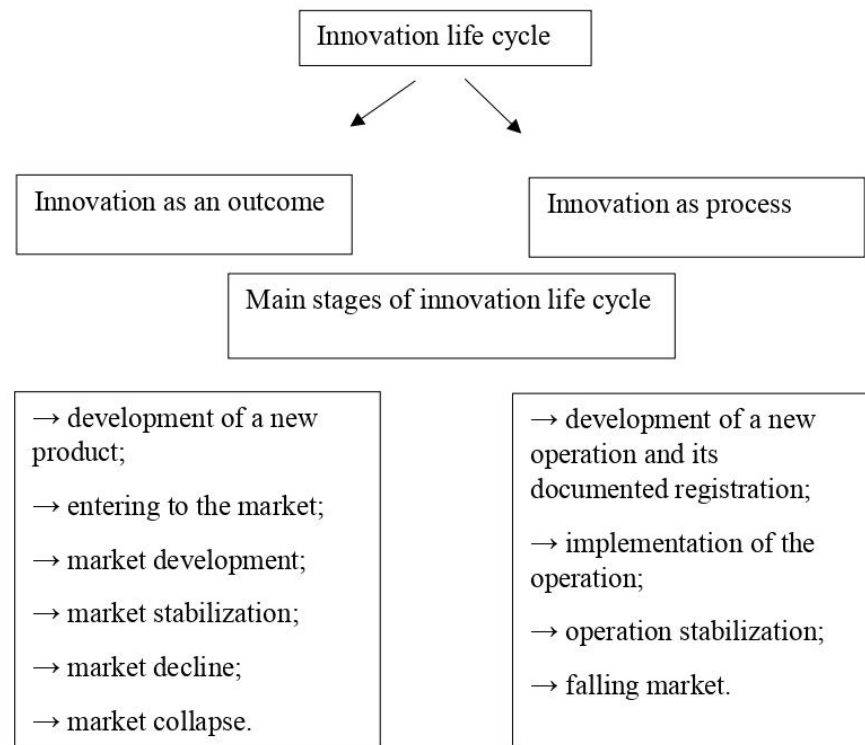 Innovation life cycle
Innovation as an outcome
Innovation as process
Main stages of innovation life cycle
→ development of a new
product;
→ entering to the market;
→ market development;
→ market stabilization;
→ market decline;
→ market collapse.
→ development of a new
operation and its
documented registration;
→ implementation of the
operation;
→ operation stabilization;
→ falling market.